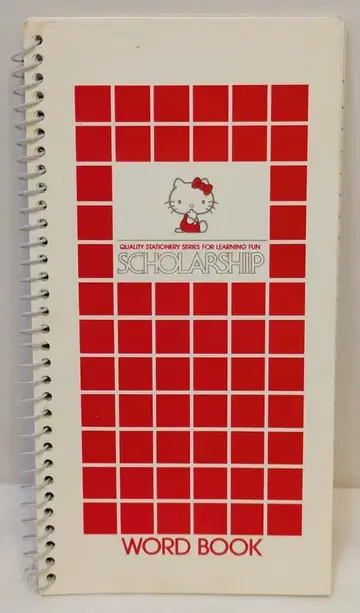 QUALITY STATIONERY SERIES FOR LEARNING FUN
SCHOLARSHIP
WORD BOOK